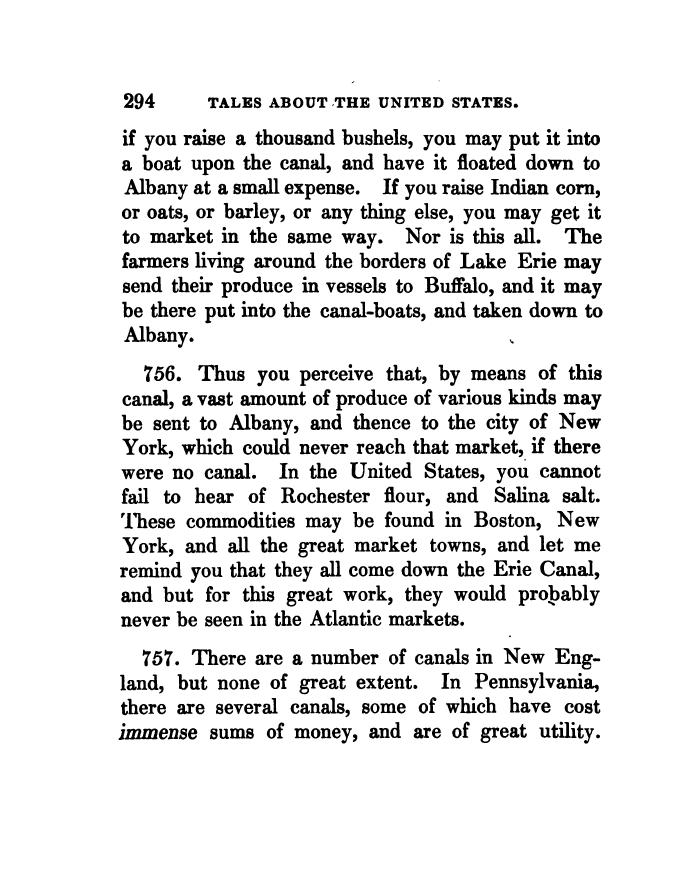 294 TALES ABOUT THE UNITED STATES.
if you raise a thousand bushels, you may put it into
a boat upon the canal, and have it floated down to
Albany at a small expense. If you raise Indian corn,
or oats, or barley, or any thing else, you may get it
to market in the same way. Nor is this all. The
farmers living around the borders of Lake Erie may
send their produce in vessels to Buffalo, and it may
be there put into the canal-boats, and taken down to
Albany.
756. Thus you perceive that, by means of this
canal, a vast amount of produce of various kinds may
be sent to Albany, and thence to the city of New
York, which could never reach that market, if there
were no canal. In the United States, you cannot
fail to hear of Rochester flour, and Salina salt.
These commodities may be found in Boston, New
York, and all the great market towns, and let me
remind you that they all come down the Erie Canal,
and but for this great work, they would probably
never be seen in the Atlantic markets.
757. There are a number of canals in New Eng-
land, but none of great extent. In Pennsylvania,
there are several canals, some of which have cost
immense sums of money, and are of great utility.